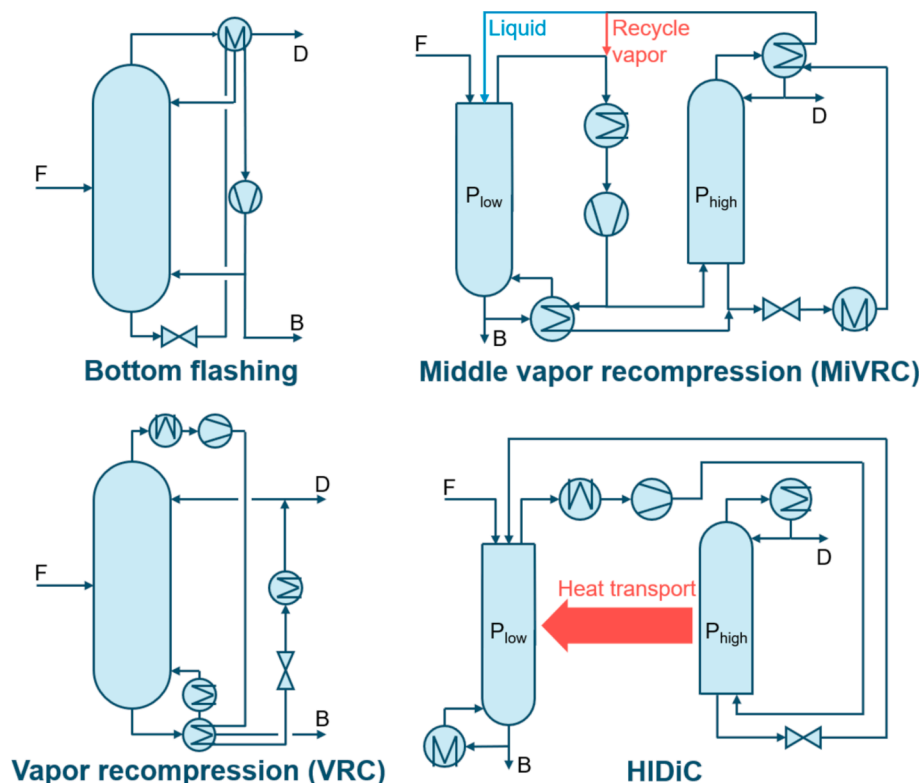 D
F
B
Bottom flashing
F
Liquid
Recycle
vapor
P_low
P_high
D
B
Middle vapor recompression (MiVRC)
D
F
B
Vapor recompression (VRC)
F
Heat transport
P_low
P_high
D
B
HIDiC